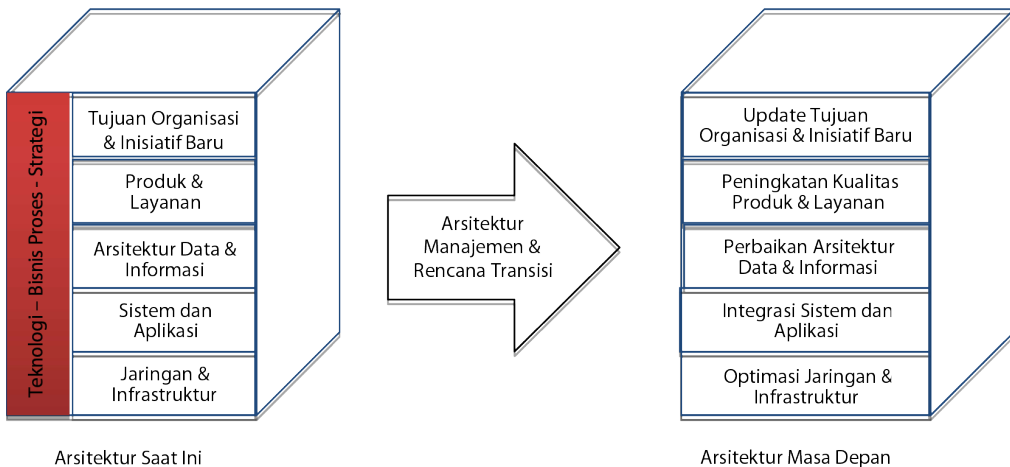 Teknologi – Bisnis Proses - Strategi
Tujuan Organisasi
& Inisiatif Baru
Produk &
Layanan
Arsitektur Data &
Informasi
Sistem dan
Aplikasi
Jaringan &
Infrastruktur
Arsitektur Saat Ini
Arsitektur
Manajemen &
Rencana Transisi
Update Tujuan
Organisasi & Inisiatif Baru
Peningkatan Kualitas
Produk & Layanan
Perbaikan Arsitektur
Data & Informasi
Integrasi Sistem dan
Aplikasi
Optimasi Jaringan &
Infrastruktur
Arsitektur Masa Depan